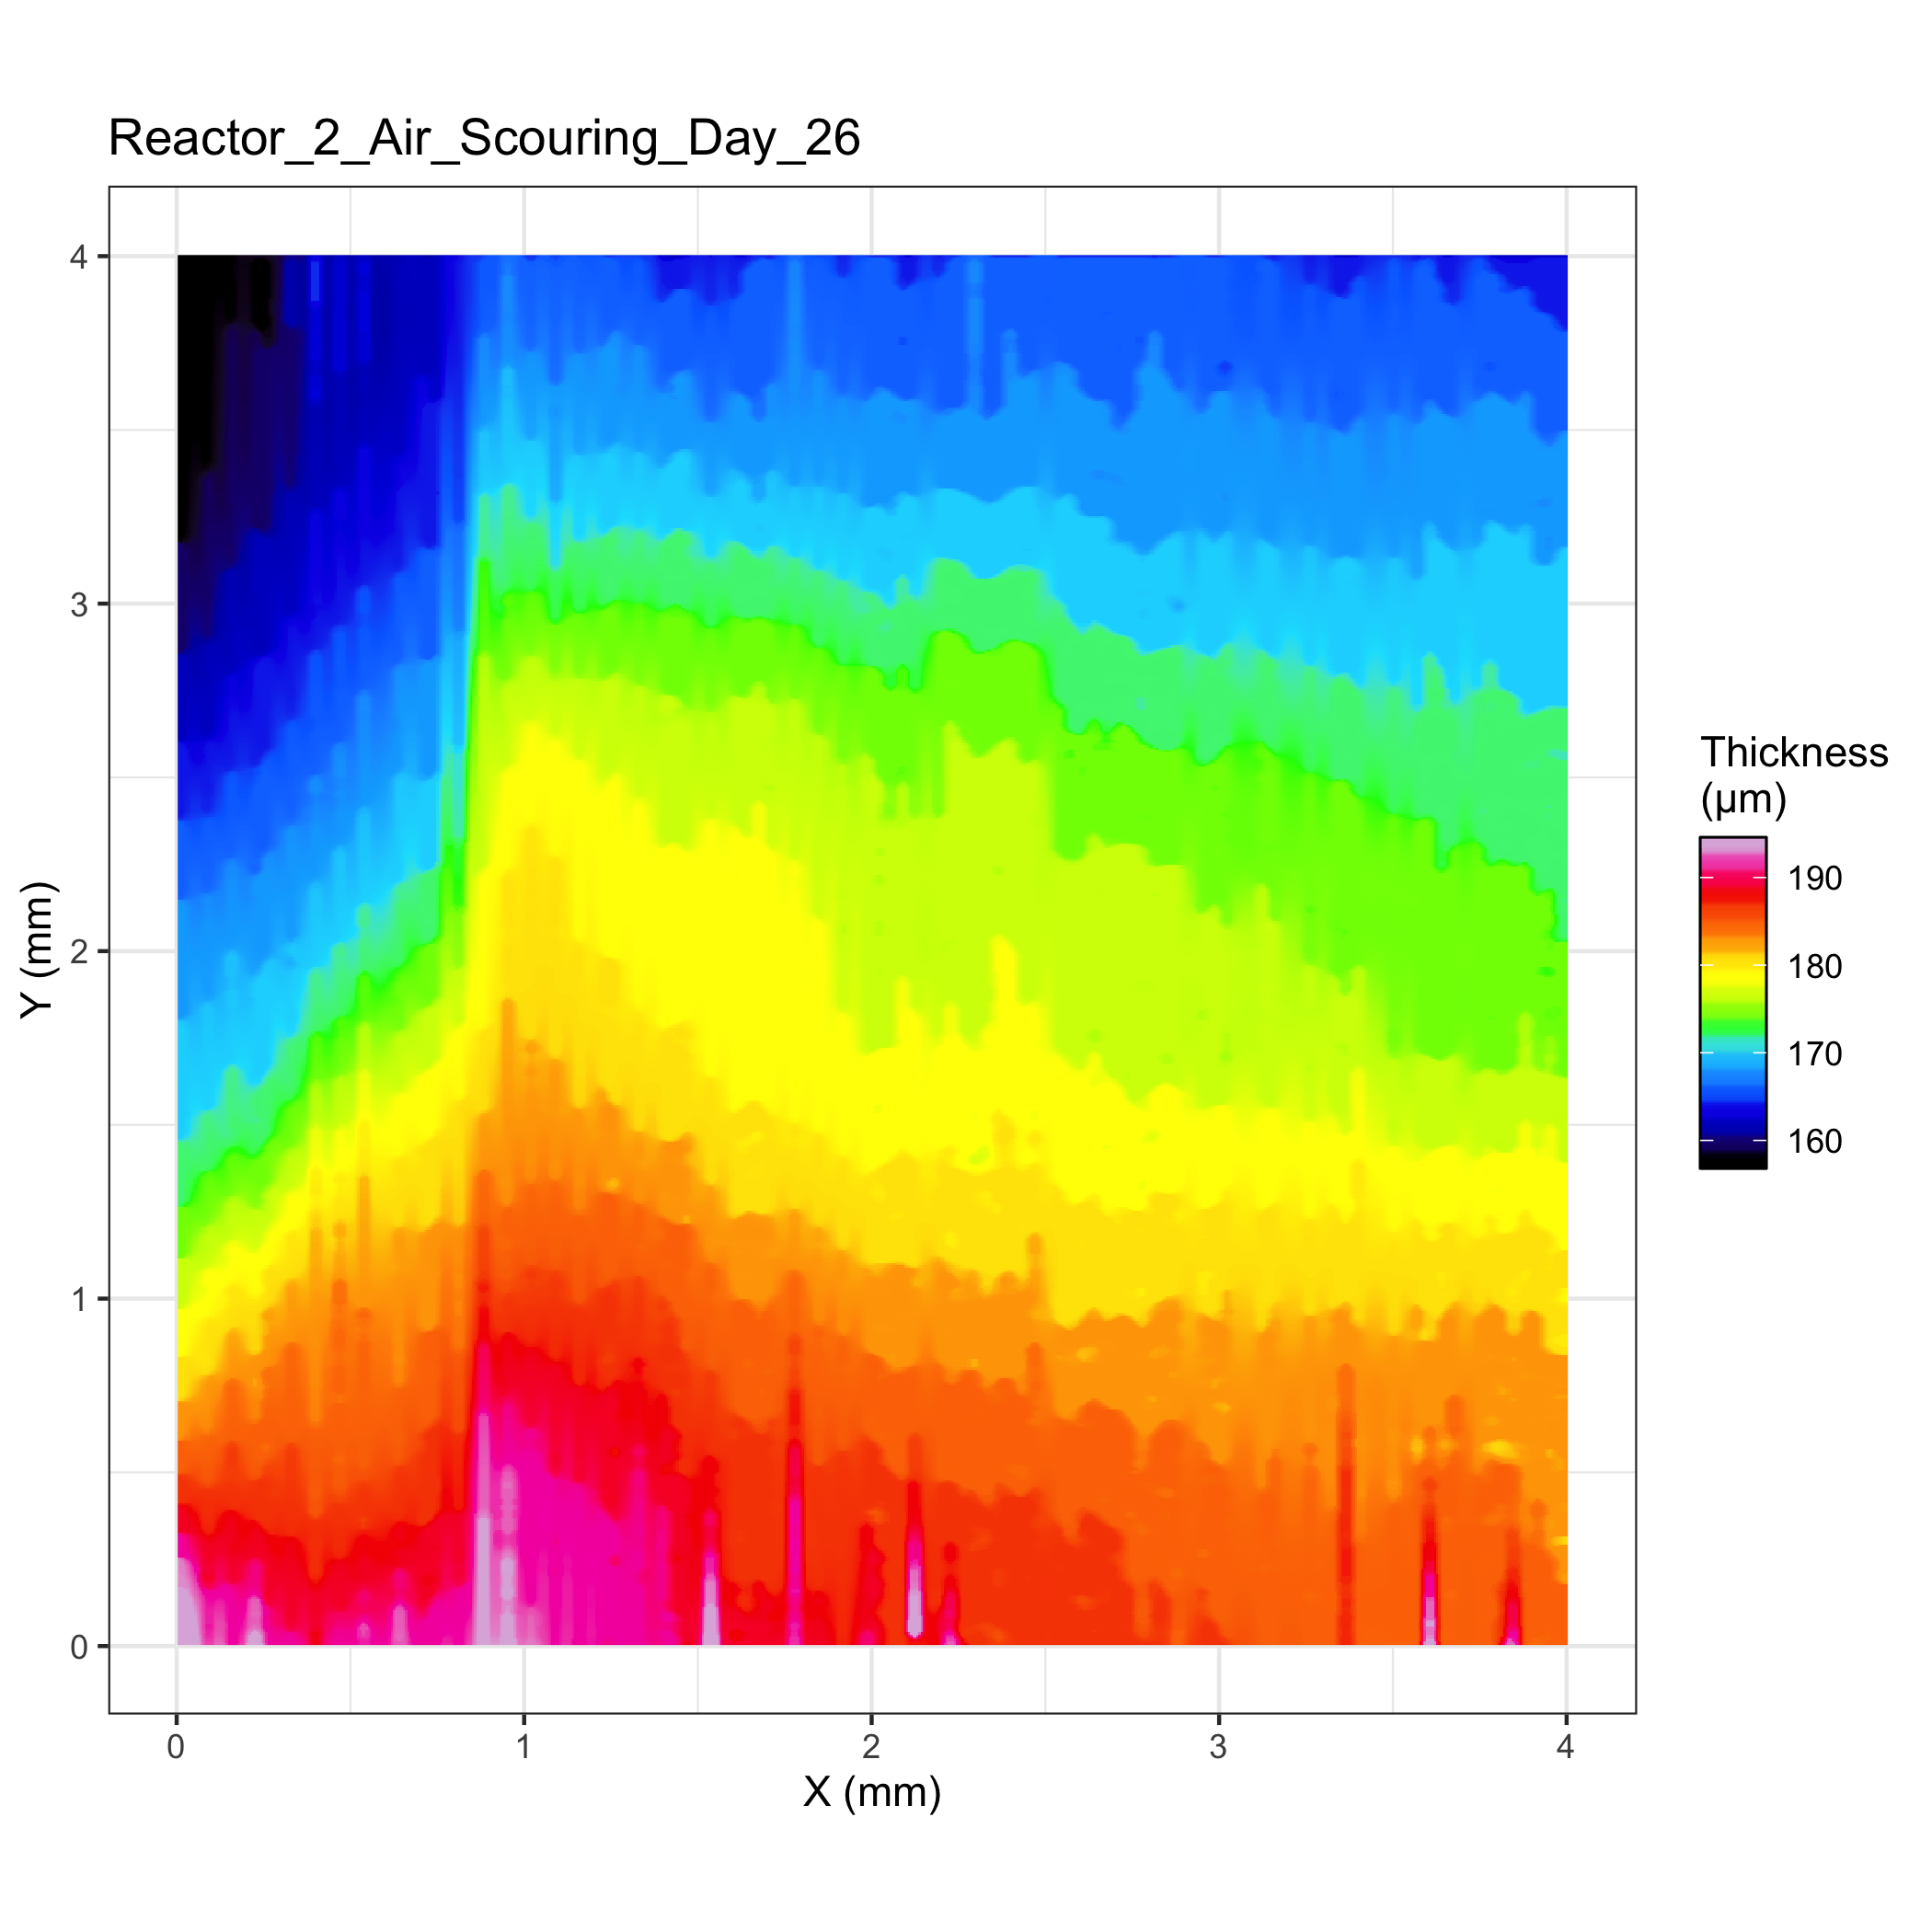 Reactor_2_Air_Scouring_Day_26
4
3
2
1
0
Y (mm)
0 1 2 3 4
X (mm)
Thickness
(µm)
190
180
170
160